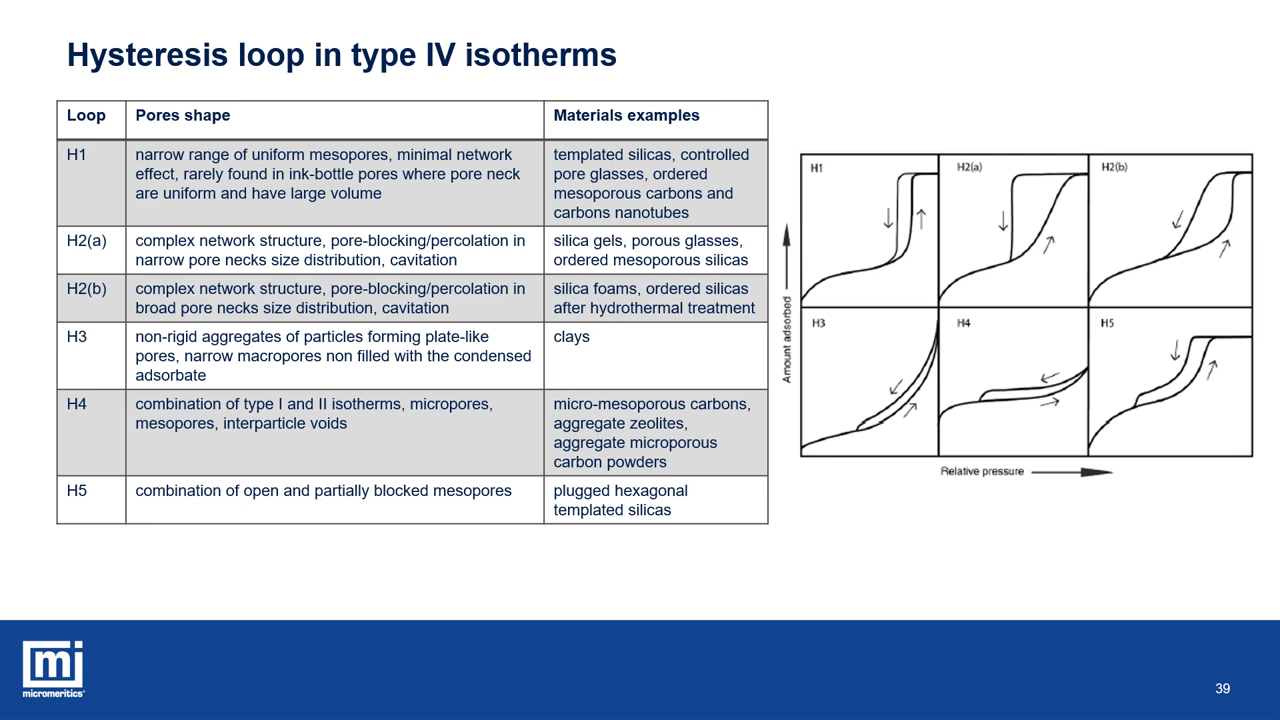 Hysteresis loop in type IV isotherms
Loop
Pores shape
Materials examples
H1
narrow range of uniform mesopores, minimal network
effect, rarely found in ink-bottle pores where pore neck
are uniform and have large volume
templated silicas, controlled
pore glasses, ordered
mesoporous carbons and
carbons nanotubes
H2(a)
complex network structure, pore-blocking/percolation in
narrow pore necks size distribution, cavitation
silica gels, porous glasses,
ordered mesoporous silicas
H2(b)
complex network structure, pore-blocking/percolation in
broad pore necks size distribution, cavitation
silica foams, ordered silicas
after hydrothermal treatment
H3
non-rigid aggregates of particles forming plate-like
pores, narrow macropores non filled with the condensed
adsorbate
clays
H4
combination of type I and II isotherms, micropores,
mesopores, interparticle voids
micro-mesoporous carbons,
aggregate zeolites,
aggregate microporous
carbon powders
H5
combination of open and partially blocked mesopores
plugged hexagonal
templated silicas
H1
H2(a)
H2(b)
H3
H4
H5
Amount adsorbed
Relative pressure
mi
micromeritics®
39